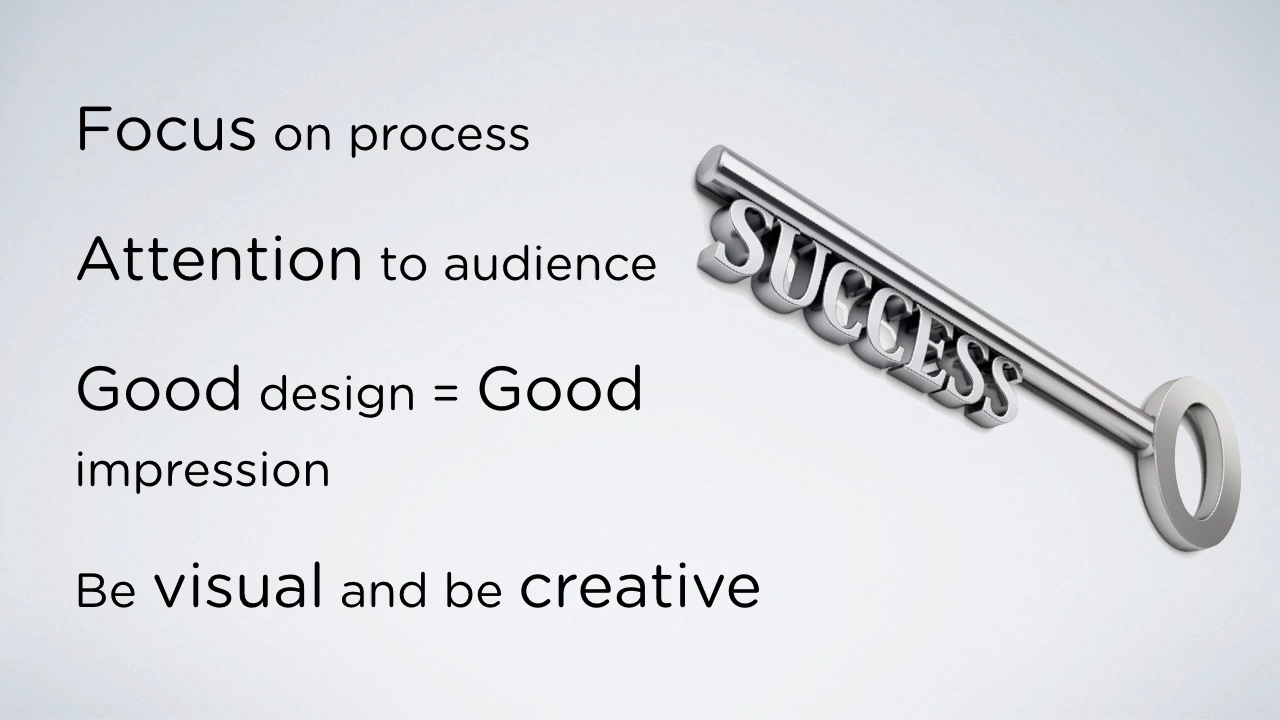 Focus on process
Attention to audience
Good design = Good
impression
Be visual and be creative
SUCCESS